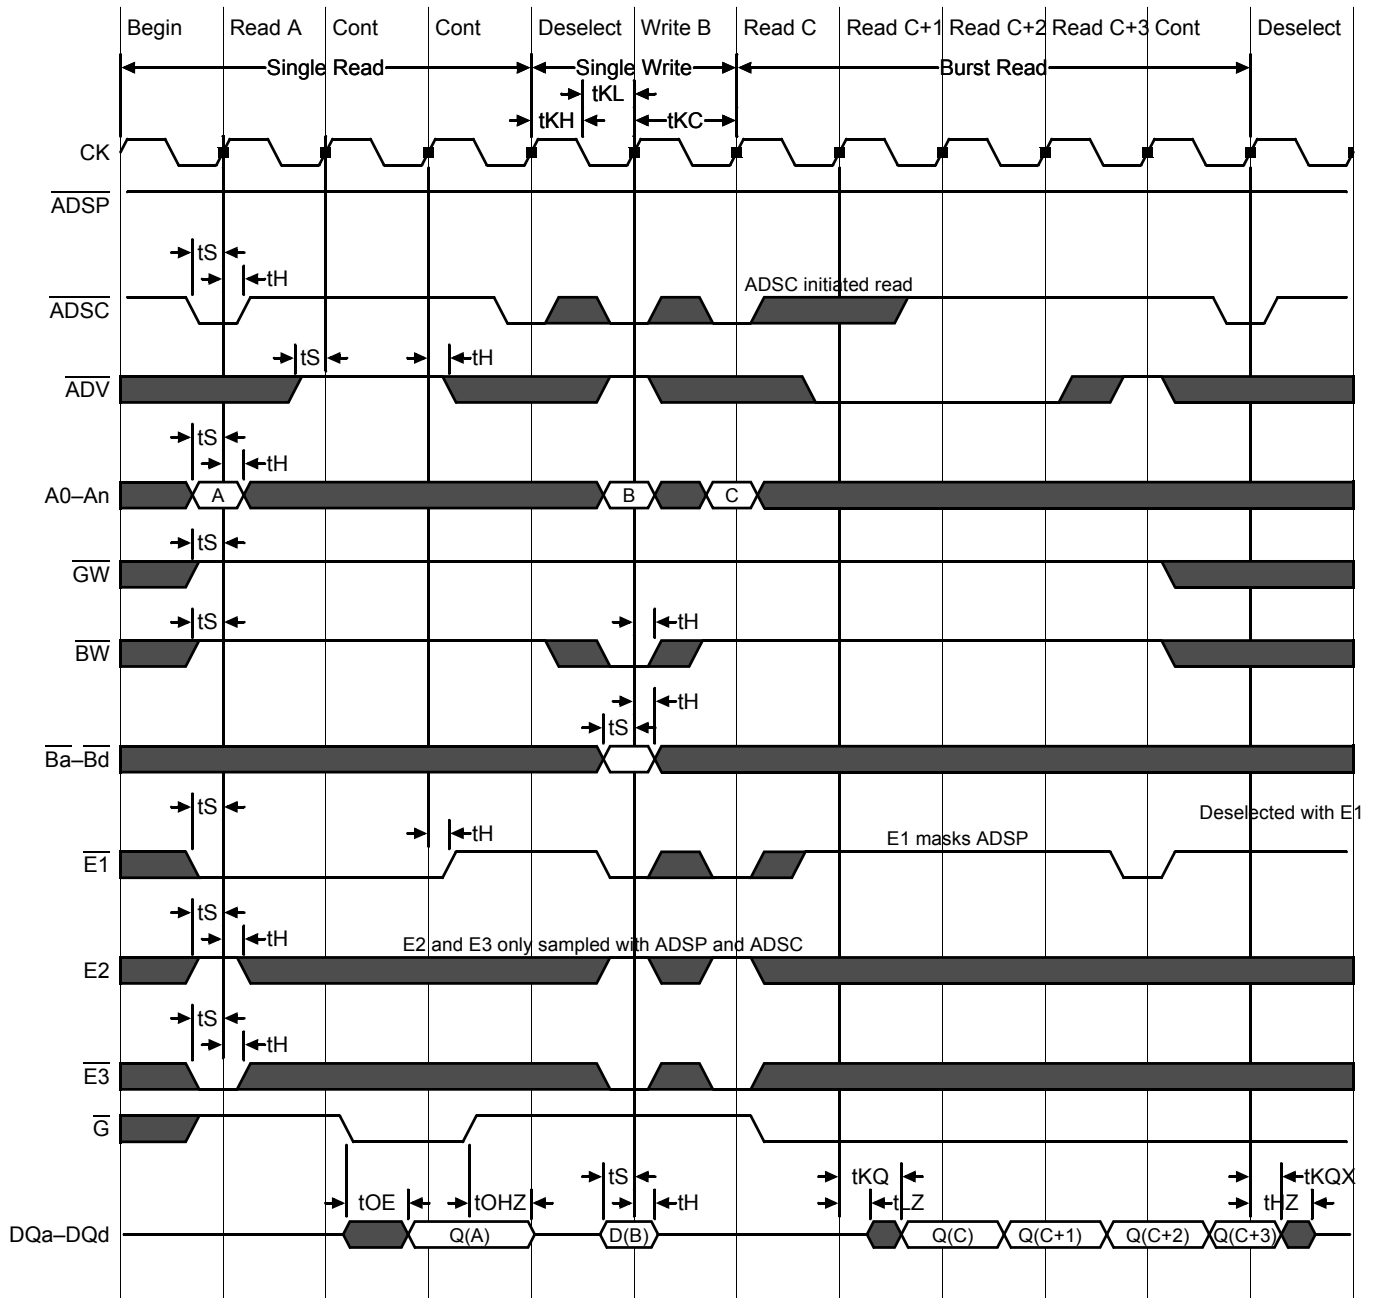 Begin Read A Cont Cont Deselect Write B Read C Read C+1 Read C+2 Read C+3 Cont Deselect
Single Read Single Write Burst Read
tKL
tKH tKC
CK
ADSP
tS
tH
ADSC initiated read
ADSC
tS tH
ADV
tS
tH
A0–An A B C
tS
GW
tS tH
BW
tH
tS
Ba–Bd
tS
Deselected with E1
tH
E1 masks ADSP
E1
tS
tH
E2 and E3 only sampled with ADSP and ADSC
E2
tS
tH
E3
G
tS tKQ tKQX
tOE tOHZ tH tLZ tHZ
DQa–DQd Q(A) D(B) Q(C) Q(C+1) Q(C+2) Q(C+3)